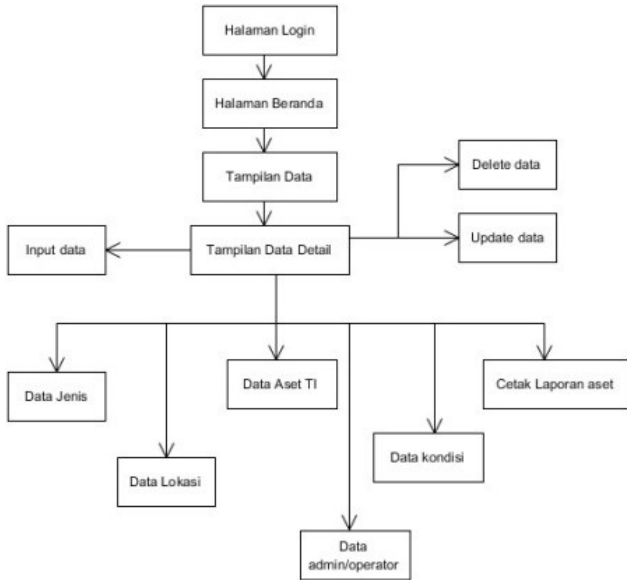 Halaman Login
Halaman Beranda
Tampilan Data
Delete data
Input data
Tampilan Data Detail
Update data
Data Jenis
Data Aset TI
Cetak Laporan aset
Data Lokasi
Data kondisi
Data
admin/operator